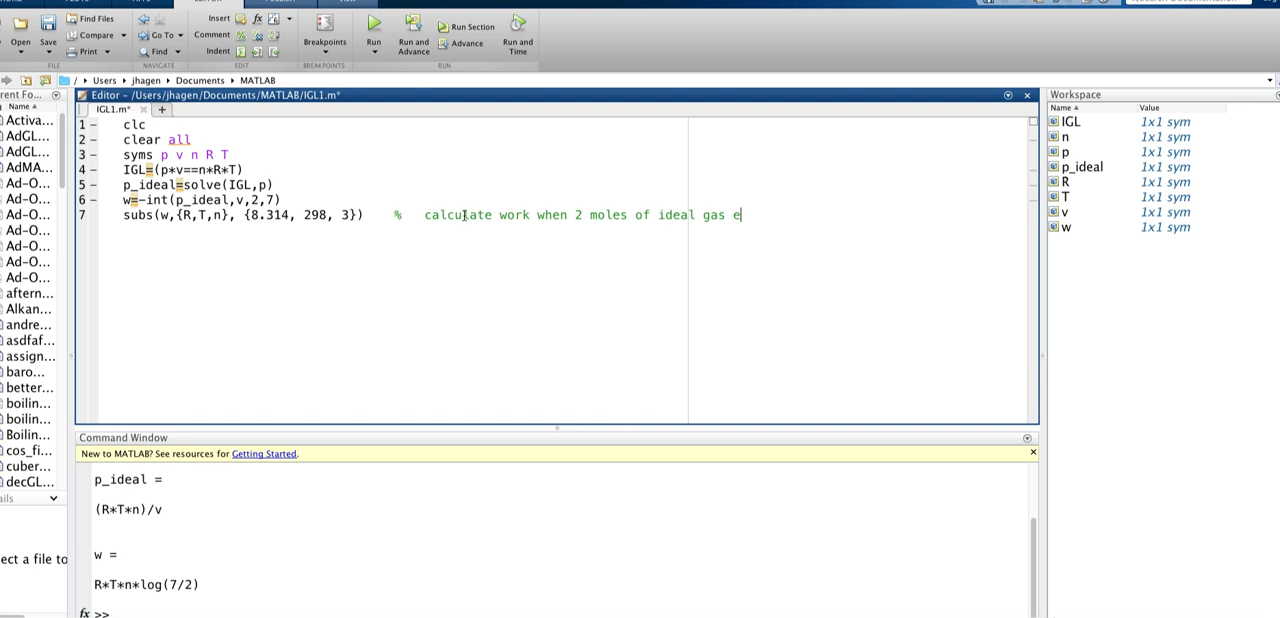 Find Files
Insert fx
Compare
Go To
Comment
Run Section
Open
Save
Print
Find
Indent
Breakpoints
Run
Run and
Advance
Advance
Run and
Time
FILE
NAVIGATE
EDIT
BREAKPOINTS
RUN
/ Users jhagen Documents MATLAB
rent Fo...
Editor – /Users/jhagen/Documents/MATLAB/IGL1.m*
Workspace
Name
IGL1.m* × +
Name Value
Activa...
AdGL...
AdGL...
AdMA...
Ad-O...
Ad-O...
Ad-O...
Ad-O...
Ad-O...
Ad-O...
Ad-O...
aftern...
Alkan...
andre...
asdfaf...
assign...
baro...
better...
boilin...
boilin...
Boilin...
cos_fi...
cuber...
decGL...
ails
ect a file to
1 – clc
2 – clear all
3 – syms p v n R T
4 – IGL=(p*v==n*R*T)
5 – p_ideal=solve(IGL,p)
6 – w=-int(p_ideal,v,2,7)
7 subs(w,{R,T,n}, {8.314, 298, 3}) % calculate work when 2 moles of ideal gas e
IGL 1x1 sym
n 1x1 sym
p 1x1 sym
p_ideal 1x1 sym
R 1x1 sym
T 1x1 sym
v 1x1 sym
w 1x1 sym
Command Window
New to MATLAB? See resources for Getting Started.
p_ideal =
(R*T*n)/v
w =
R*T*n*log(7/2)
fx >>